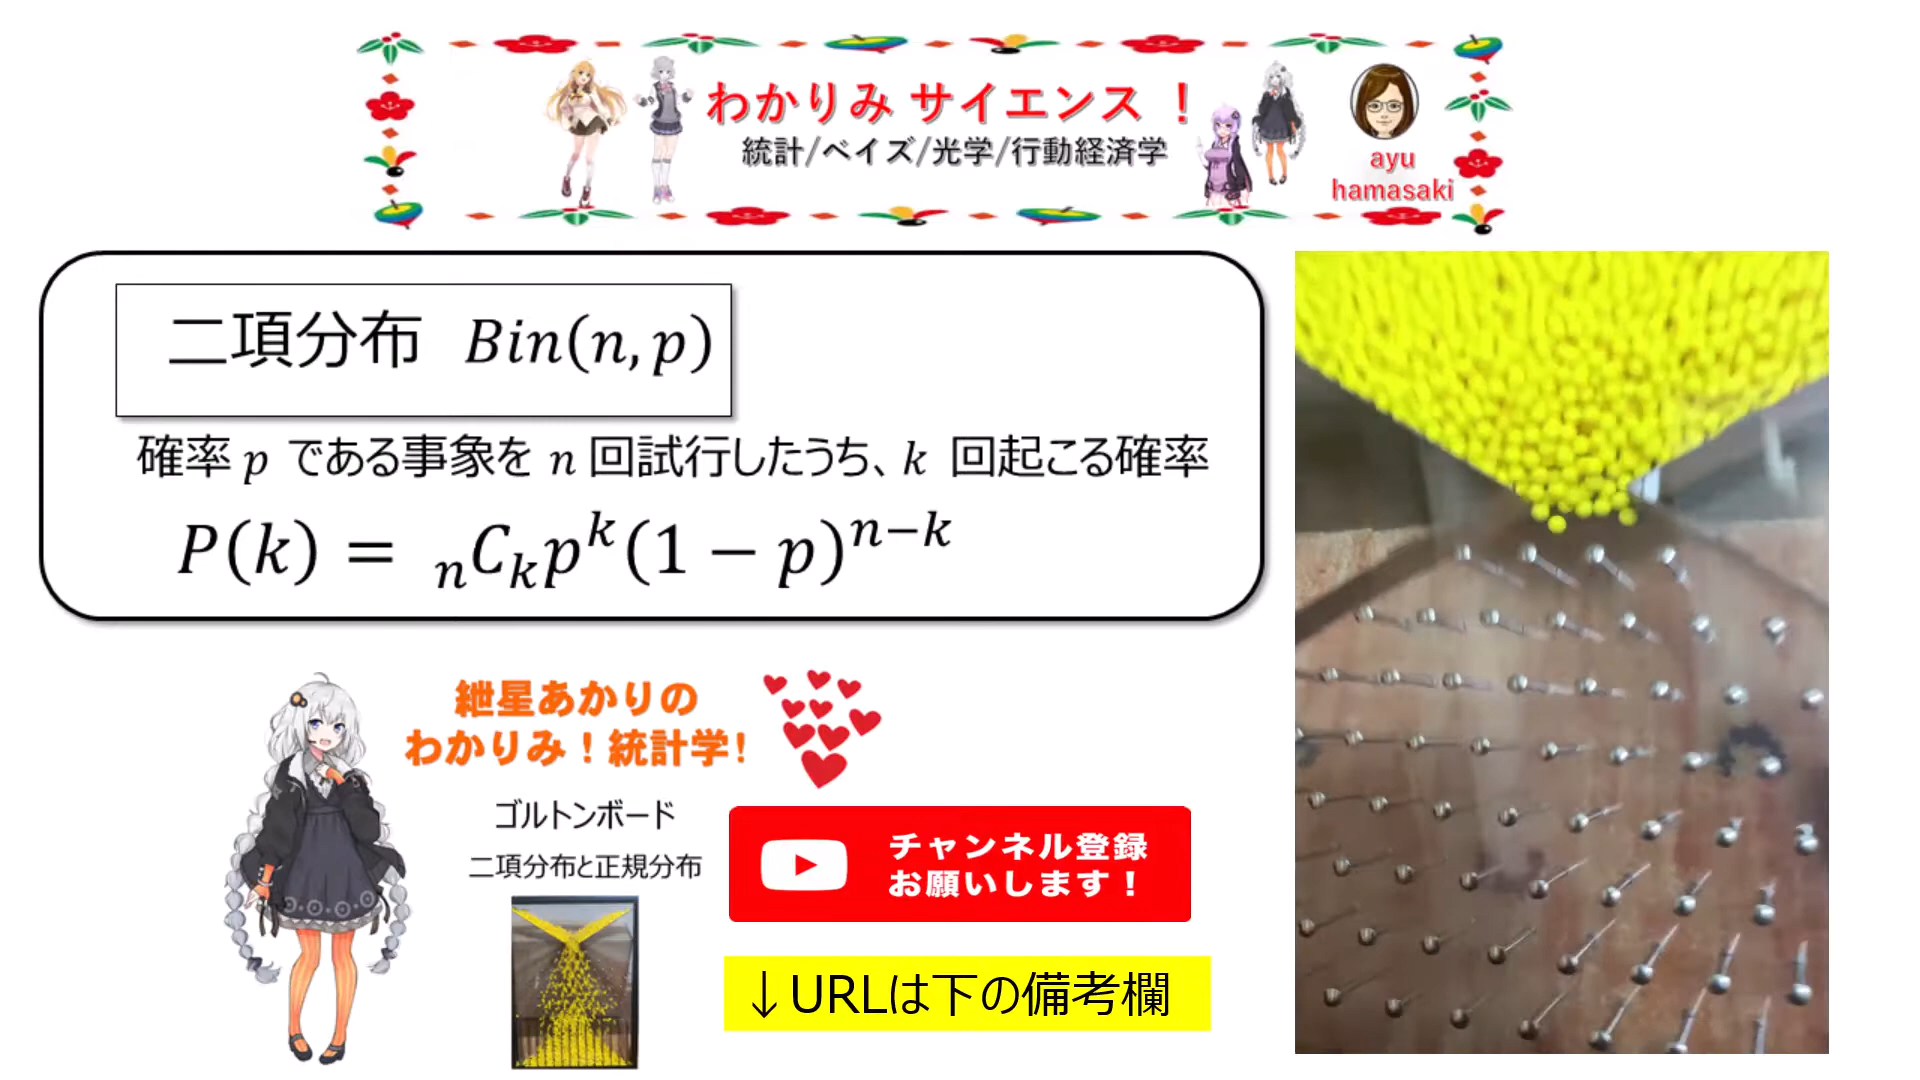 わかりみ サイエンス ！
統計/ベイズ/光学/行動経済学
ayu
hamasaki
二項分布 Bin(n, p)
確率 p である事象を n 回試行したうち、k 回起こる確率
P(k) = ₙCₖpᵏ(1 − p)ⁿ⁻ᵏ
紲星あかりの
わかりみ！統計学!
ゴルトンボード
二項分布と正規分布
チャンネル登録
お願いします！
↓URLは下の備考欄